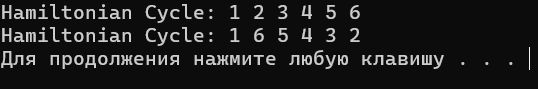 Hamiltonian Cycle: 1 2 3 4 5 6
Hamiltonian Cycle: 1 6 5 4 3 2
Для продолжения нажмите любую клавишу . . .